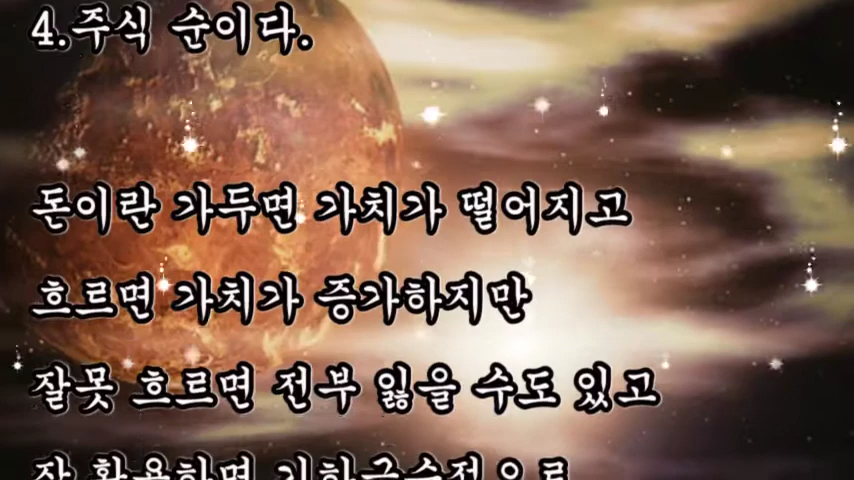 4.주식 순이다.
돈이란 가두면 가치가 떨어지고
흐르면 가치가 증가하지만
잘못 흐르면 전부 잃을 수도 있고
잘 활용하면 기하급수적으로